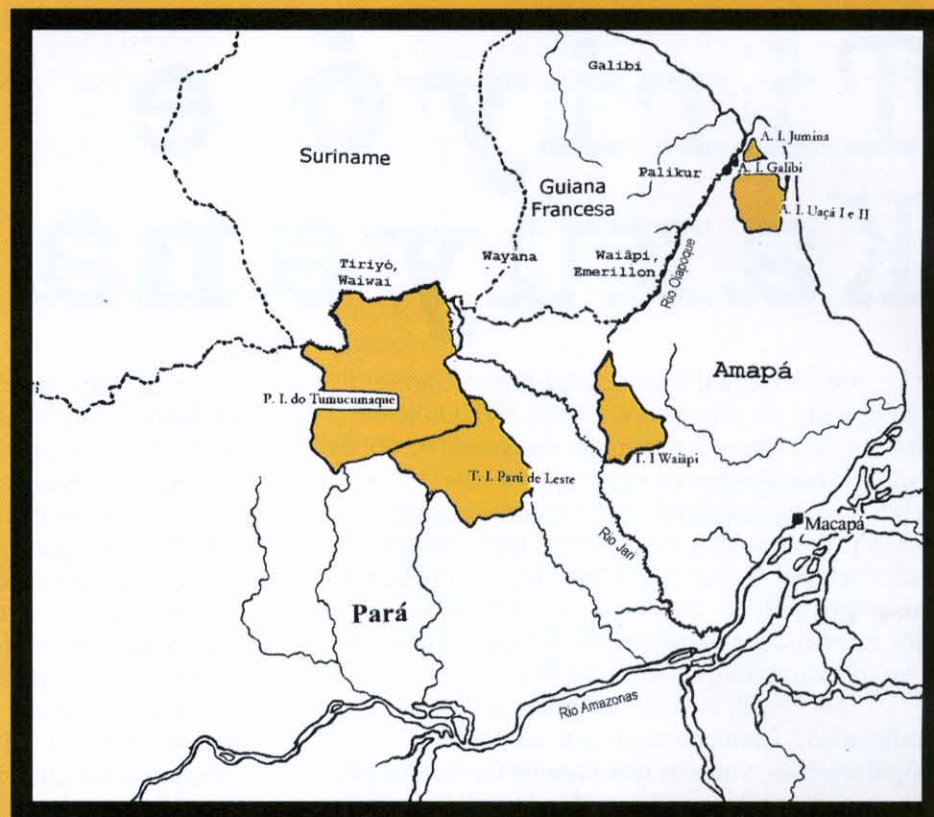 Galibi
A. I. Jumina
Suriname
Palikur
A. I. Galibi
Guiana
Francesa
A. I. Uaçá I e II
Wayana
Waiãpi,
Emerillon
Rio Oiapoque
Tiriyó,
Waiwai
Amapá
P. I. do Tumucumaque
T. I Waiãpi
T. I. Parú de Leste
Macapá
Rio Jari
Pará
Rio Amazonas